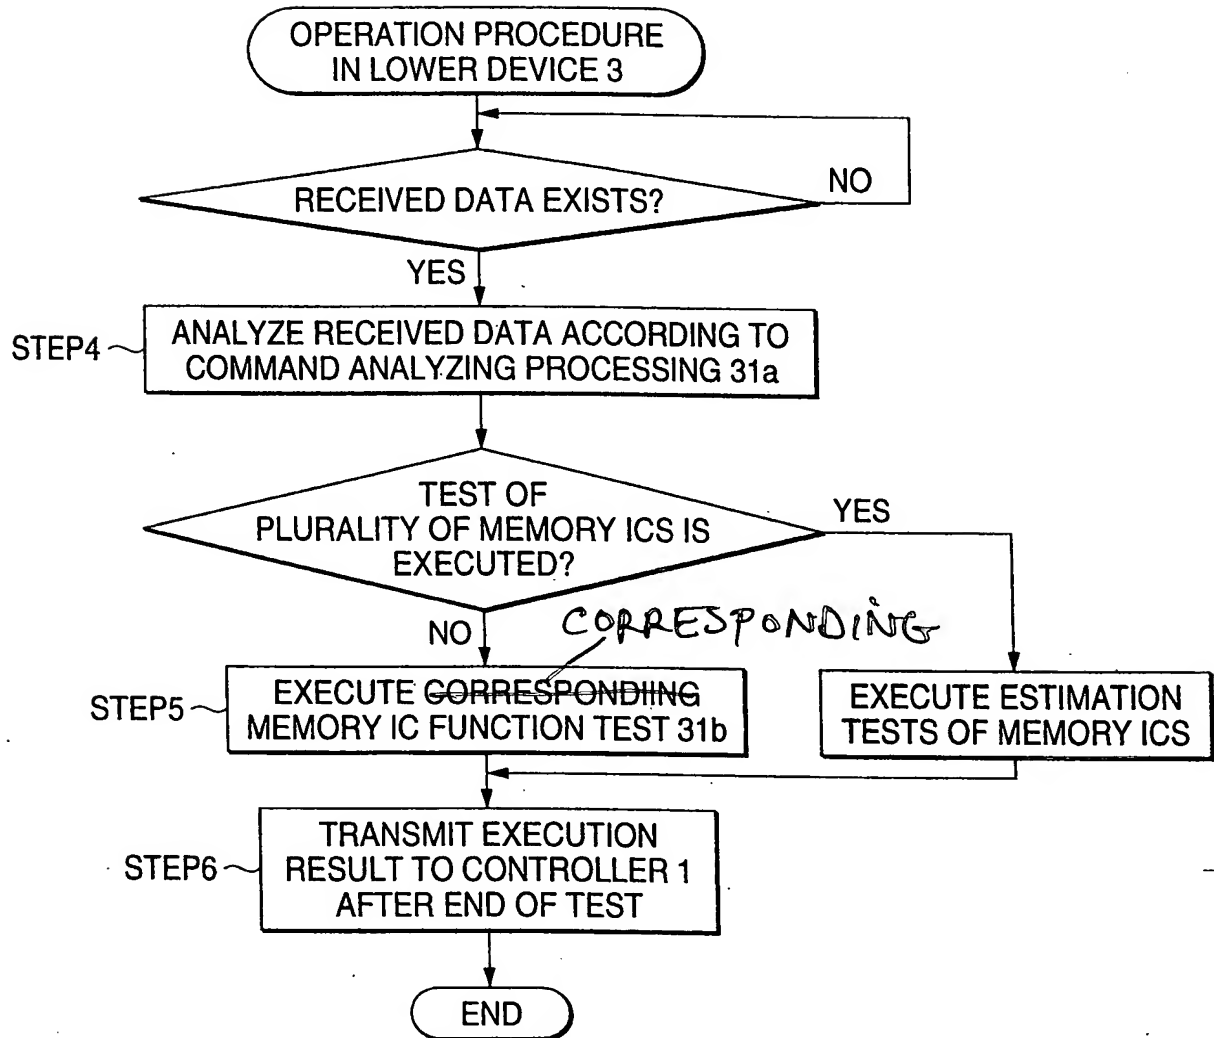 OPERATION PROCEDURE
IN LOWER DEVICE 3
RECEIVED DATA EXISTS?
NO
YES
STEP4
ANALYZE RECEIVED DATA ACCORDING TO
COMMAND ANALYZING PROCESSING 31a
TEST OF
PLURALITY OF MEMORY ICS IS
EXECUTED?
YES
NO
CORRESPONDING
STEP5
EXECUTE CORRESPONDIING
MEMORY IC FUNCTION TEST 31b
EXECUTE ESTIMATION
TESTS OF MEMORY ICS
STEP6
TRANSMIT EXECUTION
RESULT TO CONTROLLER 1
AFTER END OF TEST
END